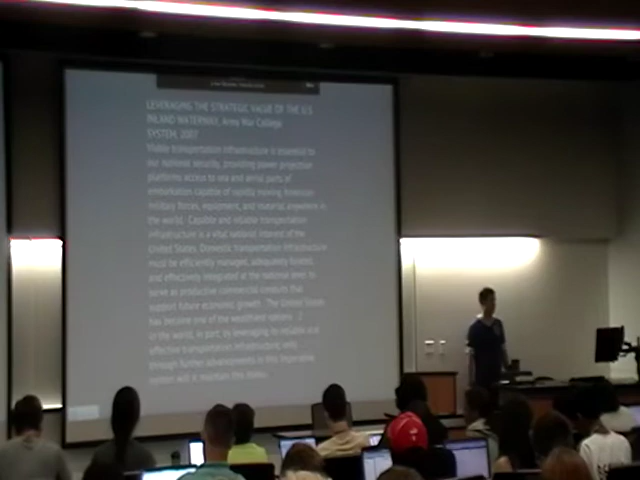 LEVERAGING THE STRATEGIC VALUE OF THE U.S.
INLAND WATERWAY, Army War College
SYSTEM, 2007
Viable transportation infrastructure is essential to
our national security, providing power projection
platforms access to sea and aerial ports of
embarkation capable of rapidly moving American
military forces, equipment, and material anywhere in
the world. Capable and reliable transportation
infrastructure is a vital national interest of the
United States. Domestic transportation infrastructure
must be efficiently managed, adequately funded,
and effectively integrated at the national level to
serve as productive commercial conduits that
support future economic growth. The United States
has become one of the wealthiest nations
in the world, in part, by leveraging its reliable and
effective transportation infrastructure; only
through further advancements in this imperative
system will it maintain this status.